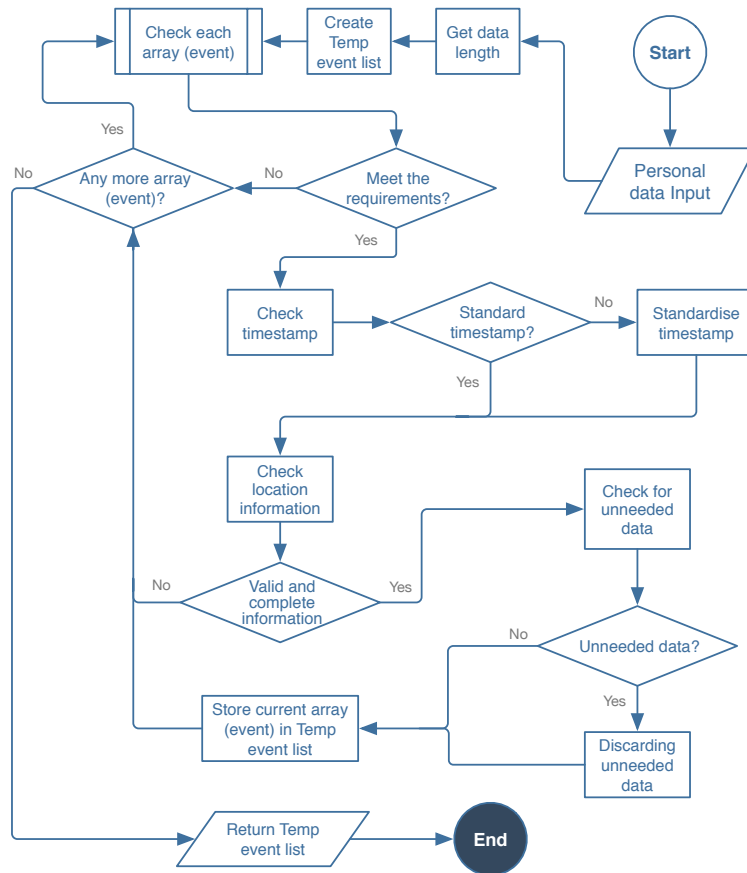 Check each
array (event)
Create
Temp
event list
Get data
length
Start
Yes
No
Any more array
(event)?
No
Meet the
requirements?
Personal
data Input
Yes
Check
timestamp
Standard
timestamp?
No
Standardise
timestamp
Yes
Check
location
information
Check for
unneeded
data
No
Valid and
complete
information
Yes
No
Unneeded data?
Yes
Store current array
(event) in Temp
event list
Discarding
unneeded
data
Return Temp
event list
End